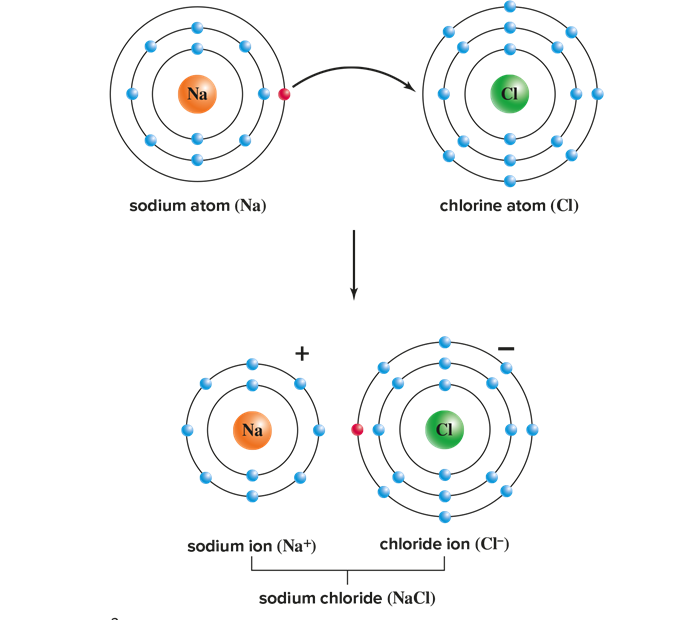 Na
Cl
sodium atom (Na)
chlorine atom (Cl)
+
−
Na
Cl
sodium ion (Na⁺)
chloride ion (Cl⁻)
sodium chloride (NaCl)